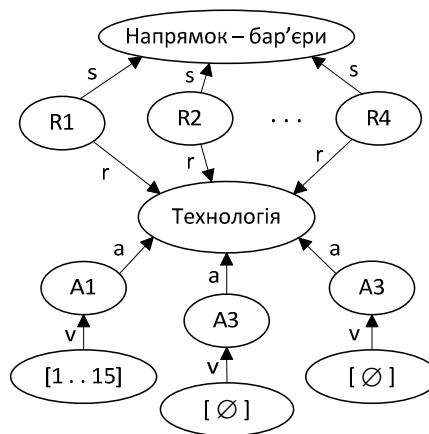 Напрямок – бар’єри
s
s
s
R1
R2
. . .
R4
r
r
r
Технологія
a
a
a
A1
A3
A3
v
v
v
[1 . . 15]
[ ∅ ]
[ ∅ ]